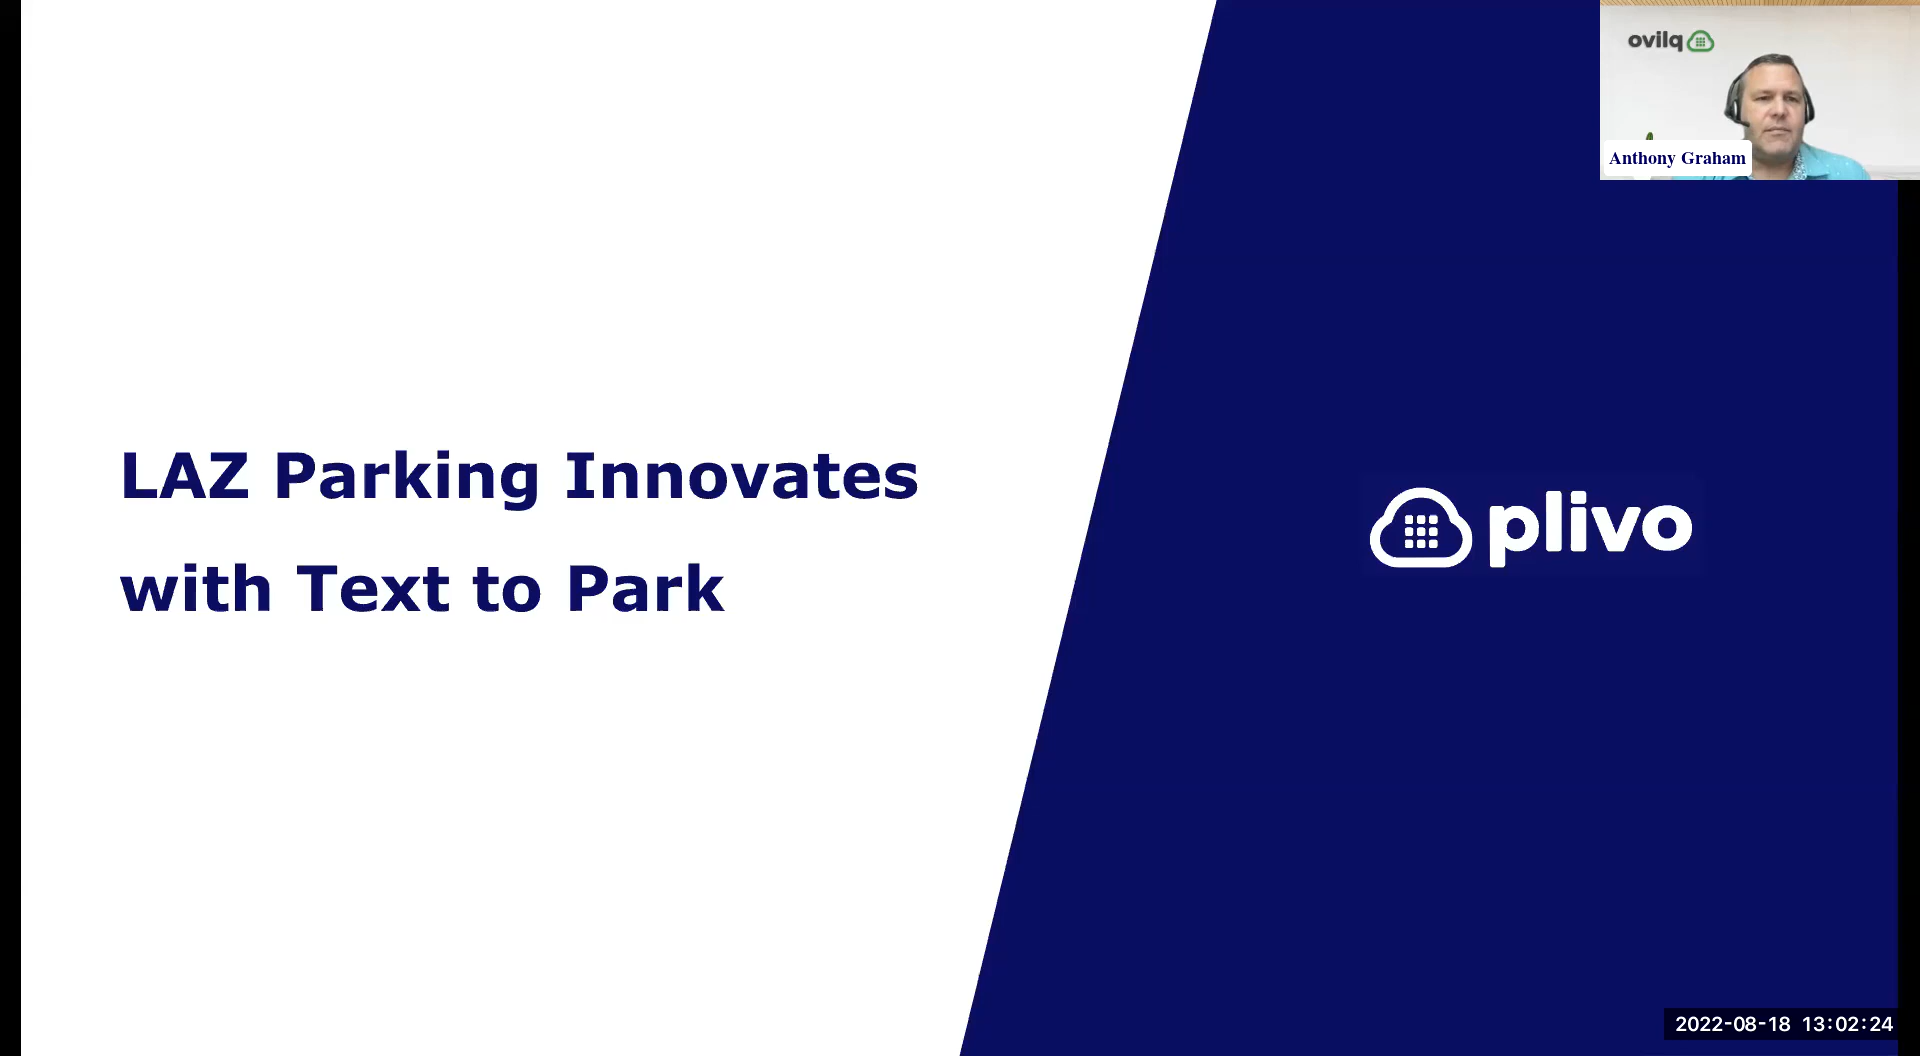 ovilq
Anthony Graham
LAZ Parking Innovates
with Text to Park
plivo
2022-08-18 13:02:24